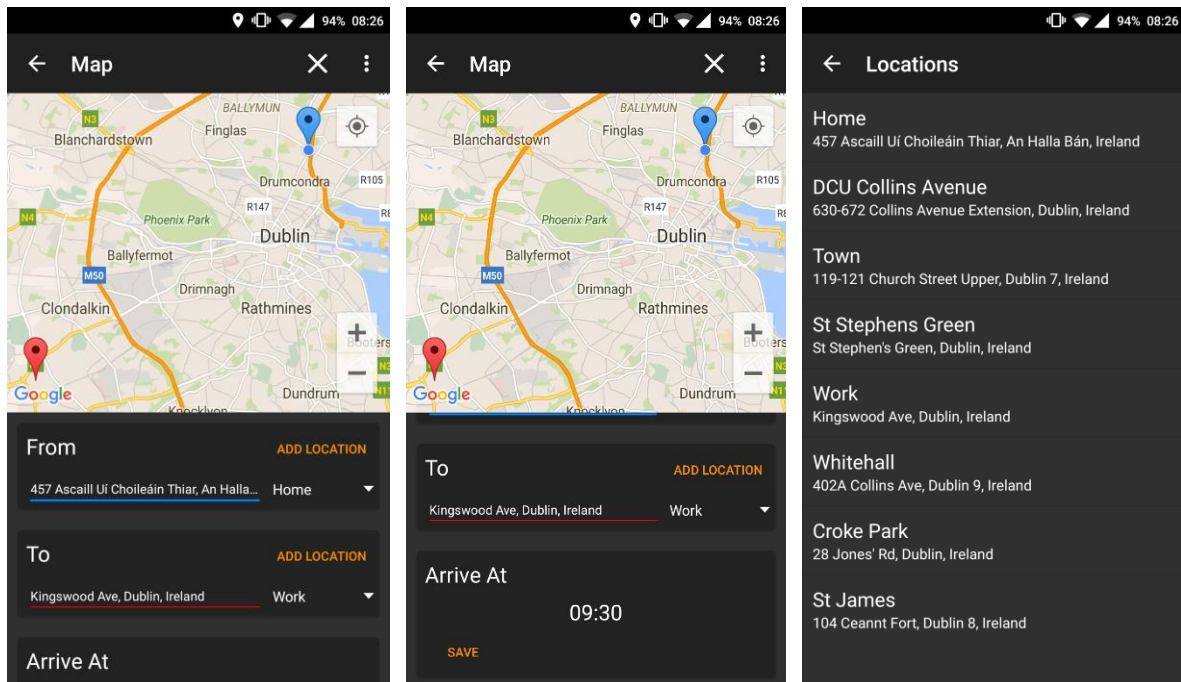 94% 08:26
Map
BALLYMUN
N3
Finglas
Blanchardstown
Drumcondra
R105
R147
N4
Phoenix Park
Dublin
Ballyfermot
M50
Drimnagh
Clondalkin
Rathmines
Google
Dundrum
N11
Knocklyon
From
ADD LOCATION
457 Ascaill Uí Choileáin Thiar, An Halla...
Home
To
ADD LOCATION
Kingswood Ave, Dublin, Ireland
Work
Arrive At
94% 08:26
Map
BALLYMUN
N3
Finglas
Blanchardstown
Drumcondra
R105
R147
N4
Phoenix Park
Dublin
Ballyfermot
M50
Drimnagh
Clondalkin
Rathmines
Google
Dundrum
N11
Knocklyon
To
ADD LOCATION
Kingswood Ave, Dublin, Ireland
Work
Arrive At
09:30
SAVE
94% 08:26
Locations
Home
457 Ascaill Uí Choileáin Thiar, An Halla Bán, Ireland
DCU Collins Avenue
630-672 Collins Avenue Extension, Dublin, Ireland
Town
119-121 Church Street Upper, Dublin 7, Ireland
St Stephens Green
St Stephen's Green, Dublin, Ireland
Work
Kingswood Ave, Dublin, Ireland
Whitehall
402A Collins Ave, Dublin 9, Ireland
Croke Park
28 Jones' Rd, Dublin, Ireland
St James
104 Ceannt Fort, Dublin 8, Ireland